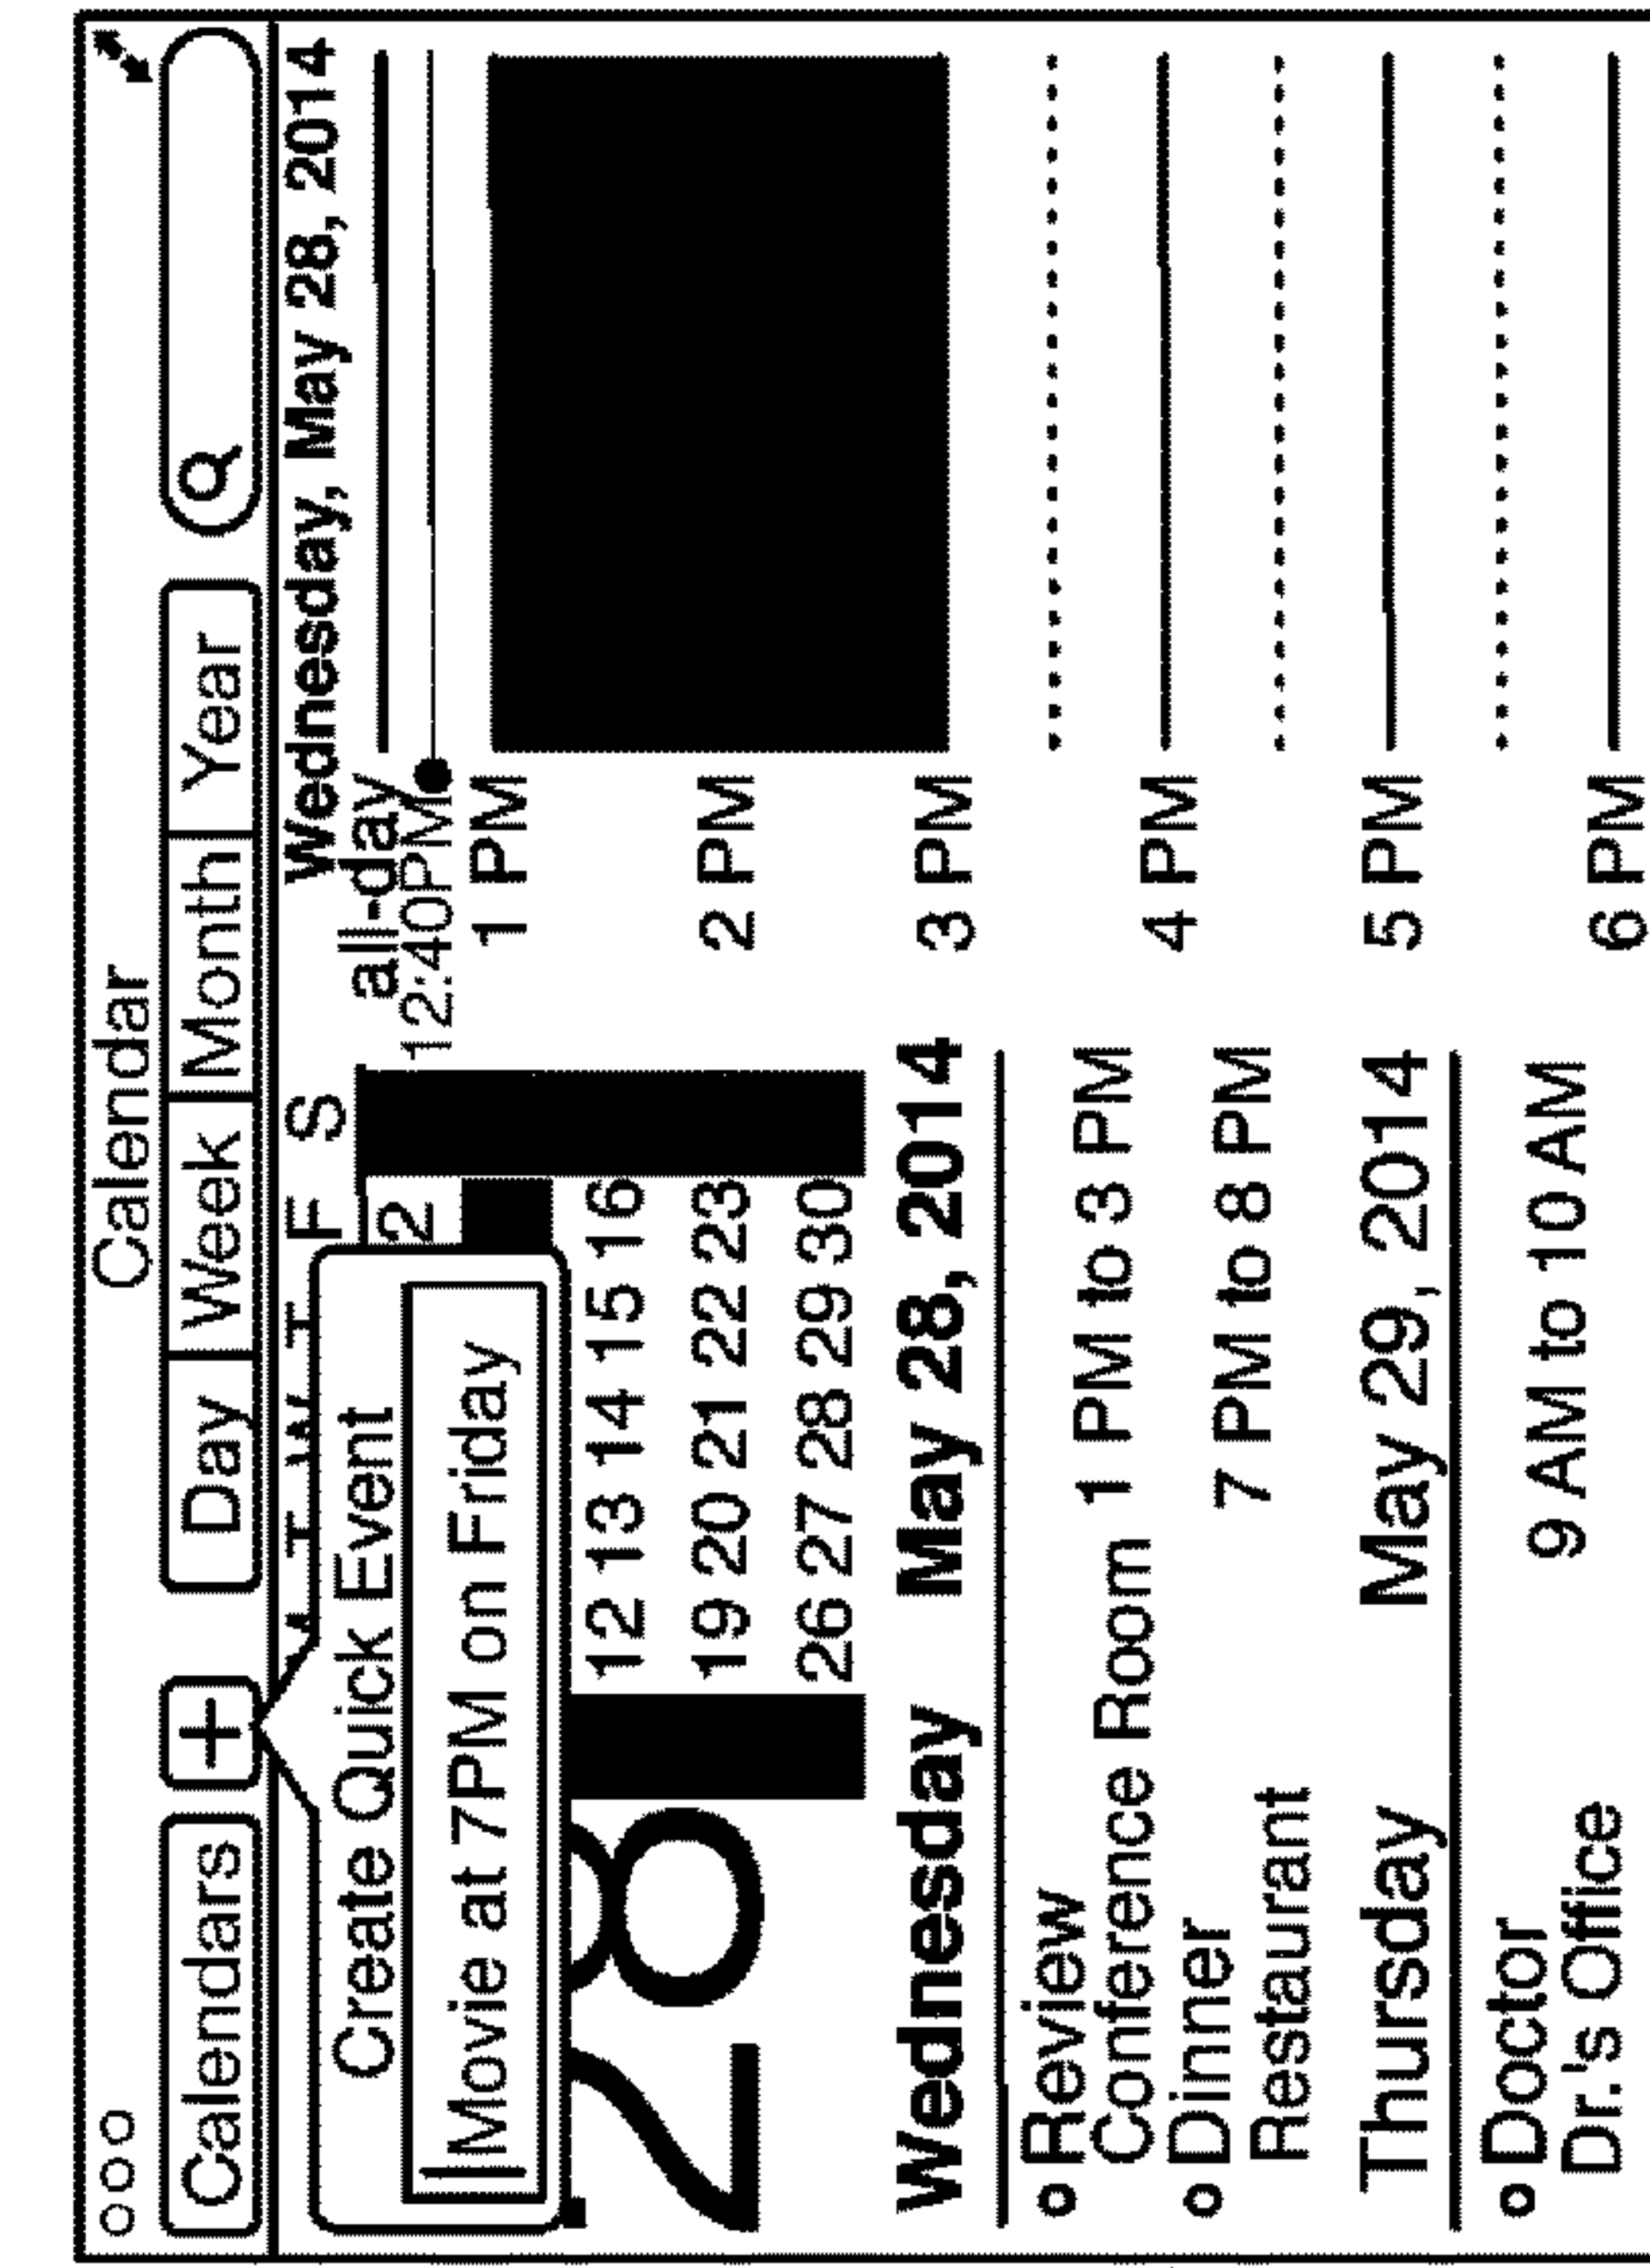 Calendar
Calendars + Day Week Month Year
Wednesday, May 28, 2014
F S
all-day
12:40PM
Create Quick Event
Movie at 7PM on Friday
2
12 13 14 15 16
19 20 21 22 23
26 27 28 29 30
28
Wednesday May 28, 2014
Review 1 PM to 3 PM
Conference Room
Dinner 7 PM to 8 PM
Restaurant
Thursday May 29, 2014
Doctor 9 AM to 10 AM
Dr.'s Office
1 PM
2 PM
3 PM
4 PM
5 PM
6 PM